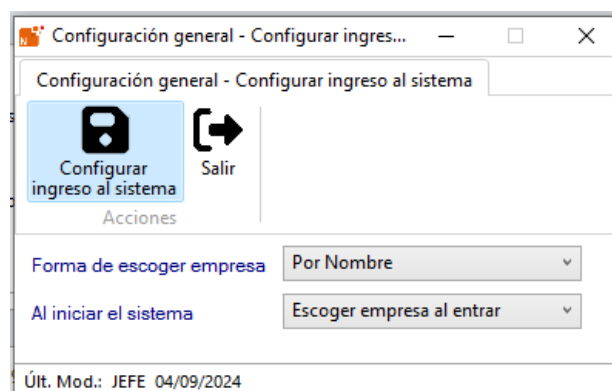 Configuración general - Configurar ingres...
Configuración general - Configurar ingreso al sistema
Configurar
ingreso al sistema
Salir
Acciones
Forma de escoger empresa
Por Nombre
Al iniciar el sistema
Escoger empresa al entrar
Últ. Mod.: JEFE 04/09/2024